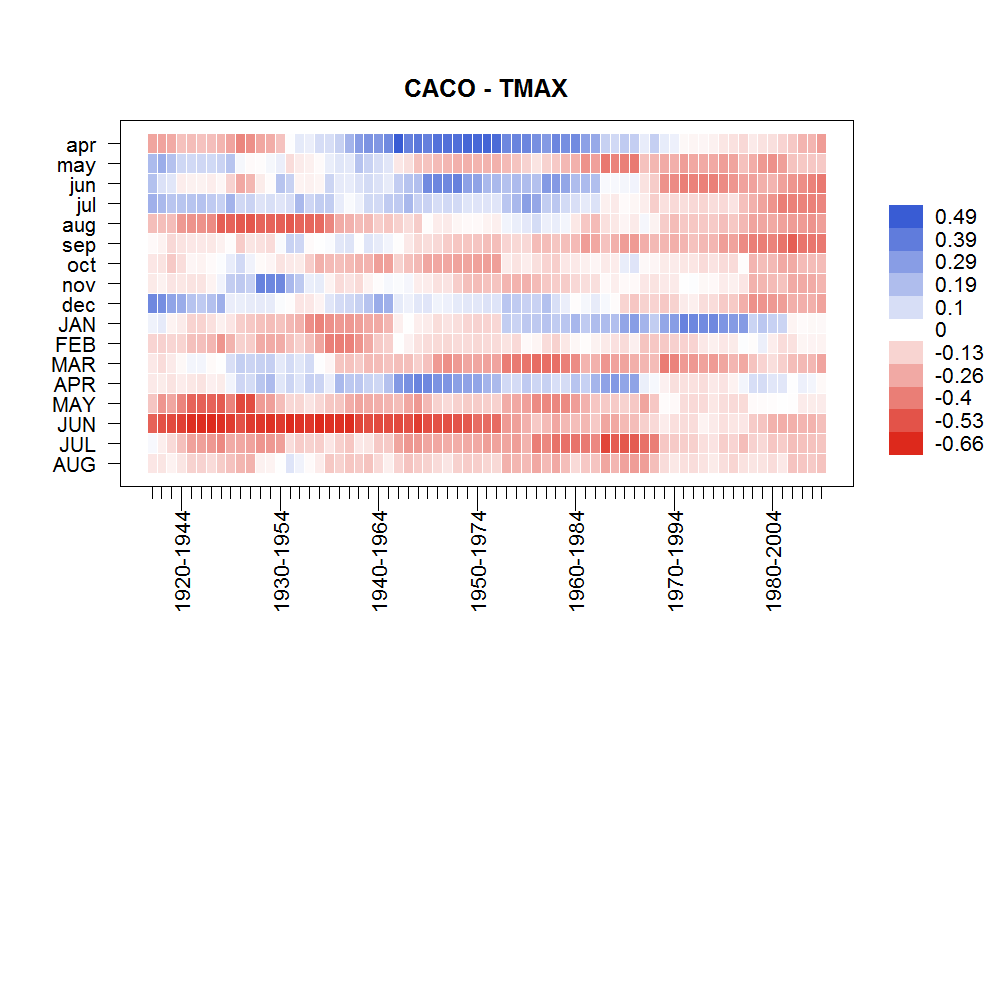 CACO - TMAX
apr
may
jun
jul
aug
sep
oct
nov
dec
JAN
FEB
MAR
APR
MAY
JUN
JUL
AUG
0.49
0.39
0.29
0.19
0.1
0
-0.13
-0.26
-0.4
-0.53
-0.66
1920-1944
1930-1954
1940-1964
1950-1974
1960-1984
1970-1994
1980-2004